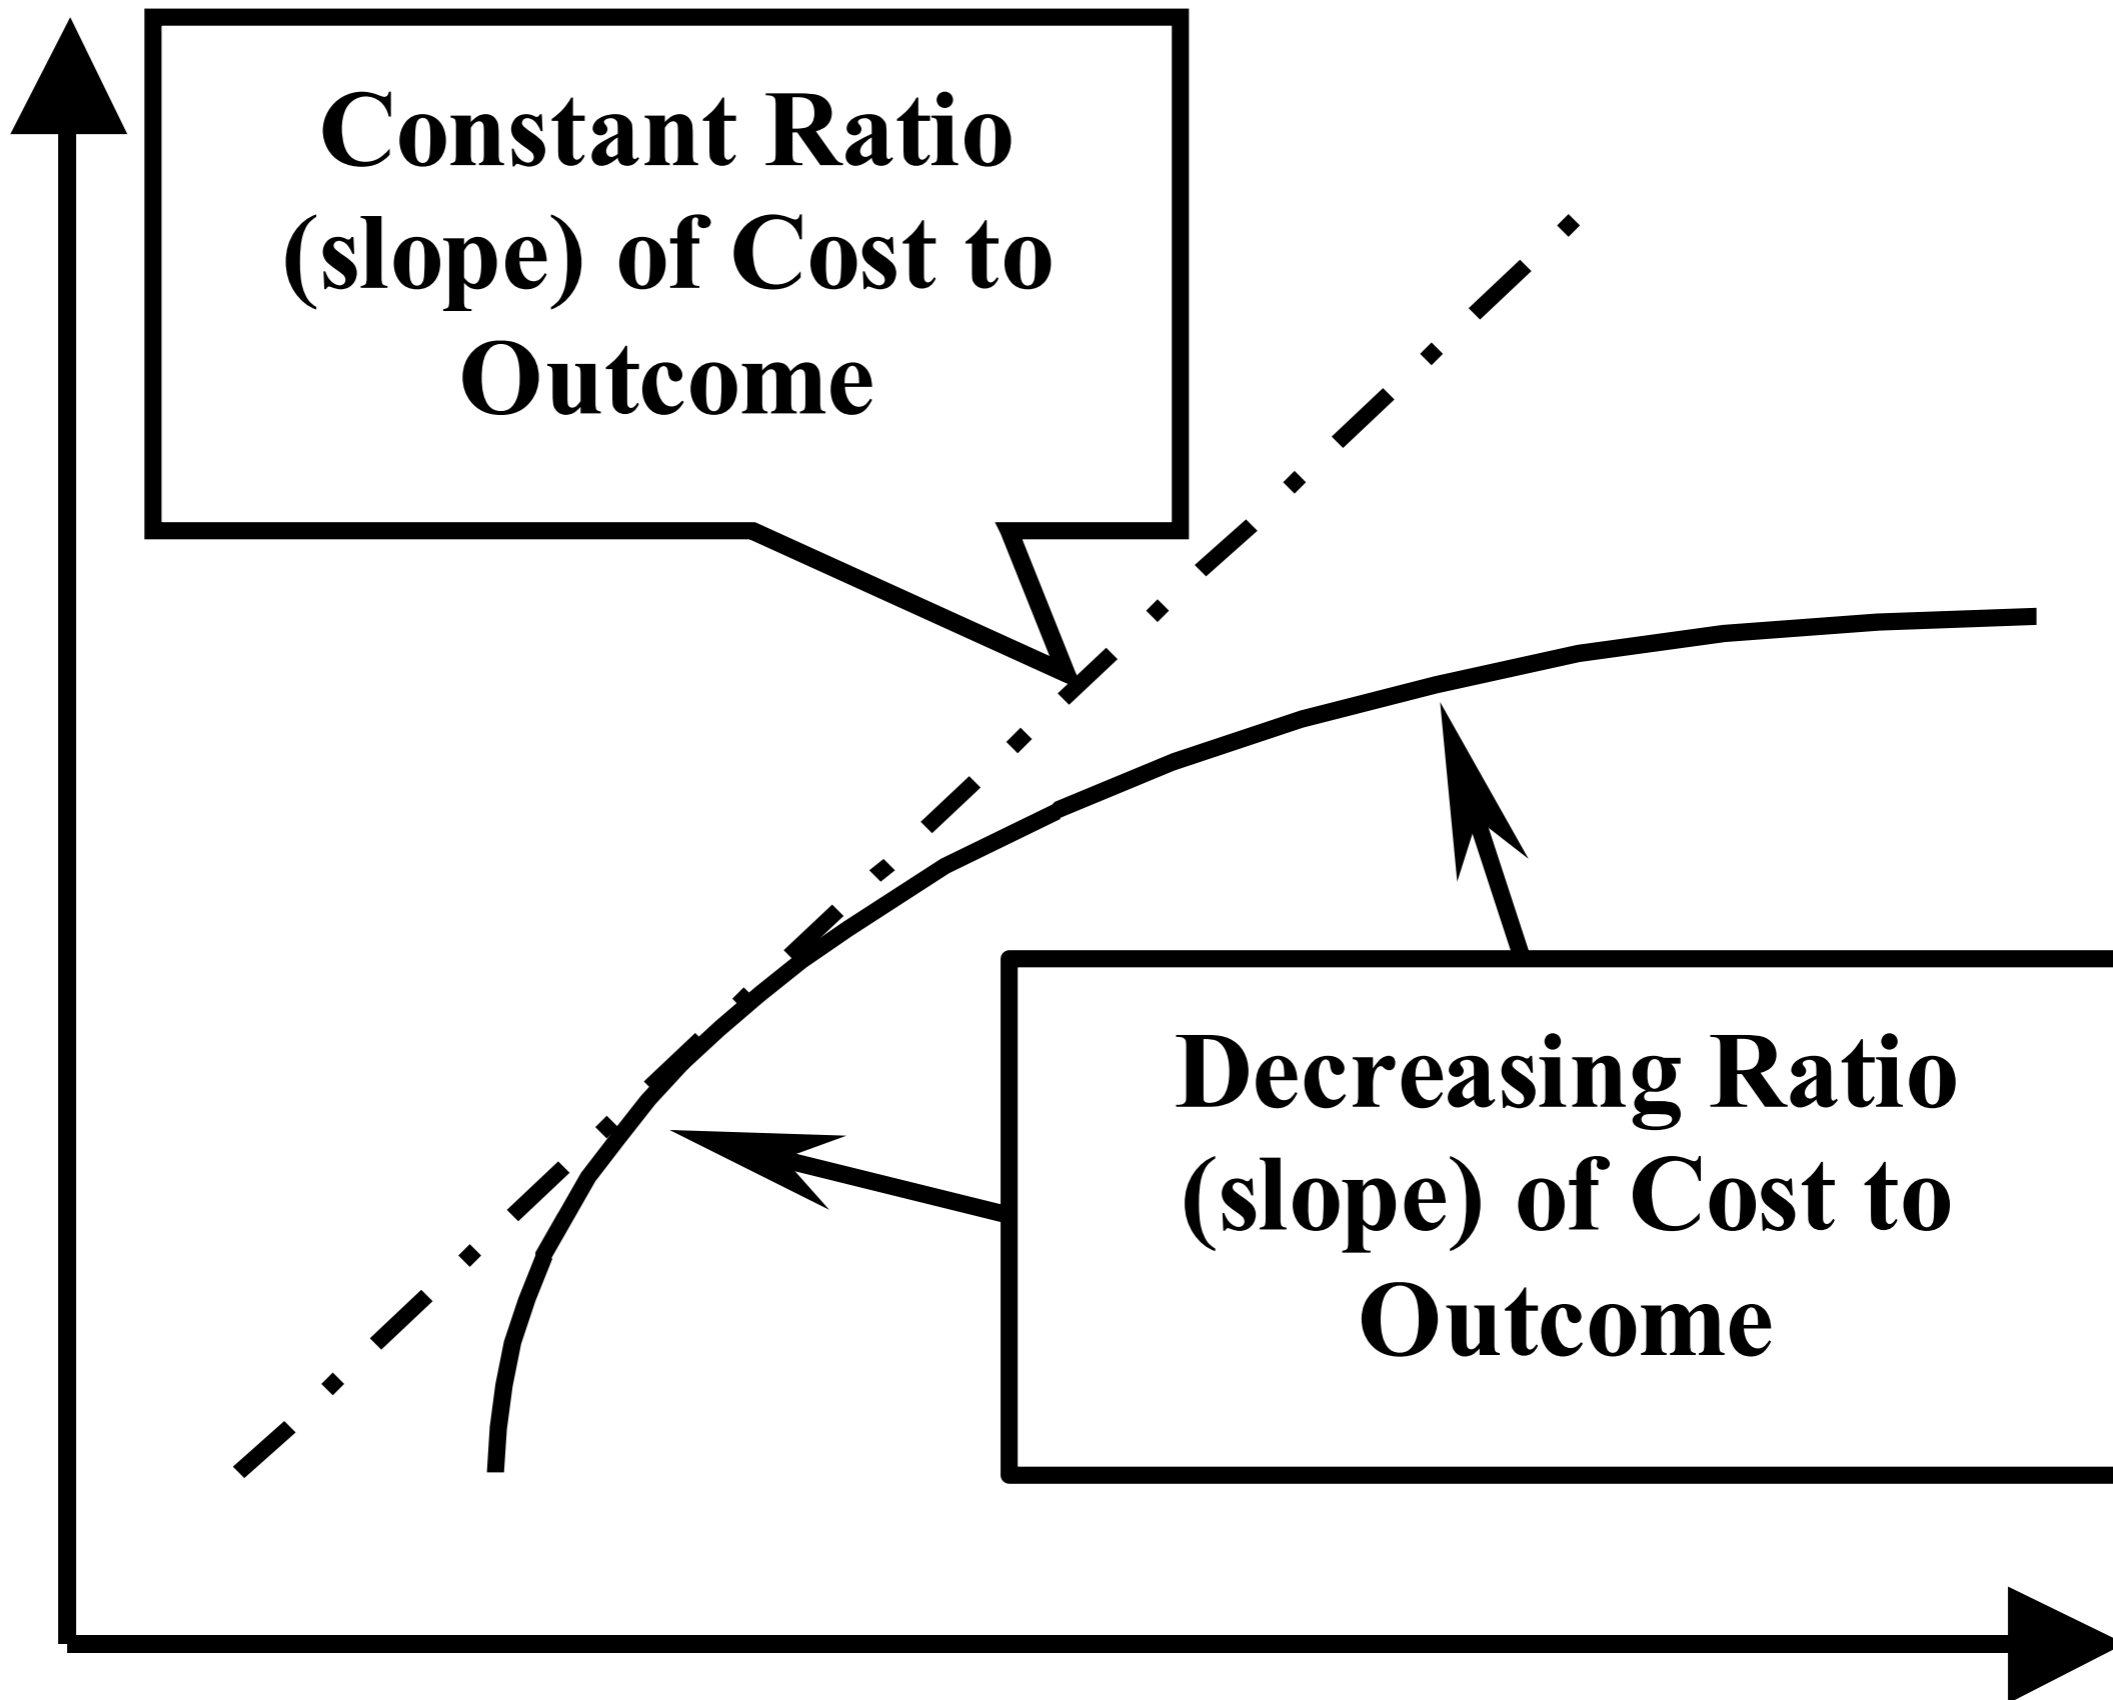 Constant Ratio
(slope) of Cost to
Outcome
Decreasing Ratio
(slope) of Cost to
Outcome